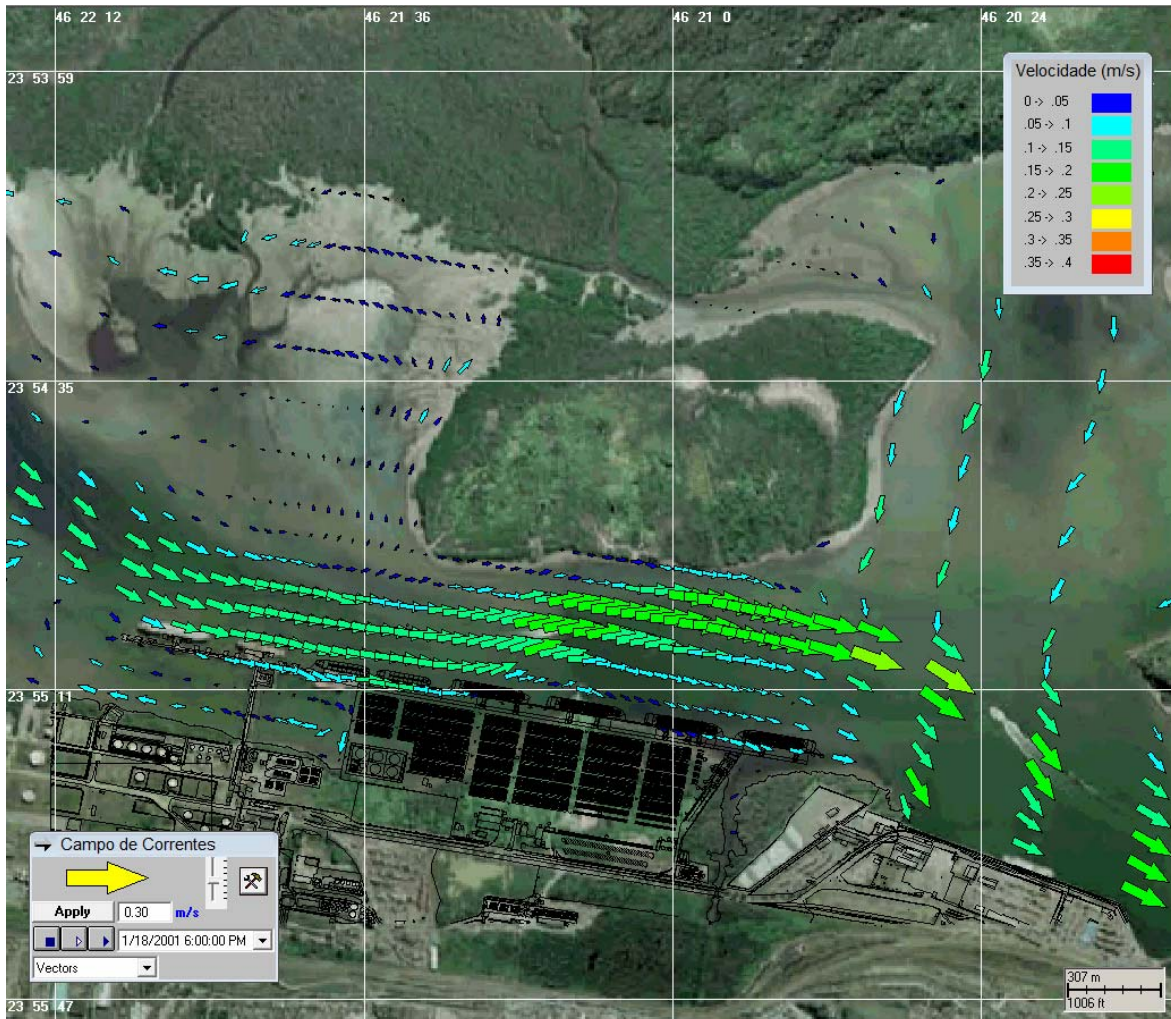 46 22 12
46 21 36
46 21 0
46 20 24
23 53 59
Velocidade (m/s)
0 -> .05
.05 -> .1
.1 -> .15
.15 -> .2
.2 -> .25
.25 -> .3
.3 -> .35
.35 -> .4
23 54 35
23 55 11
Campo de Correntes
Apply
0.30
m/s
1/18/2001 6:00:00 PM
Vectors
307 m
1006 ft
23 55 47